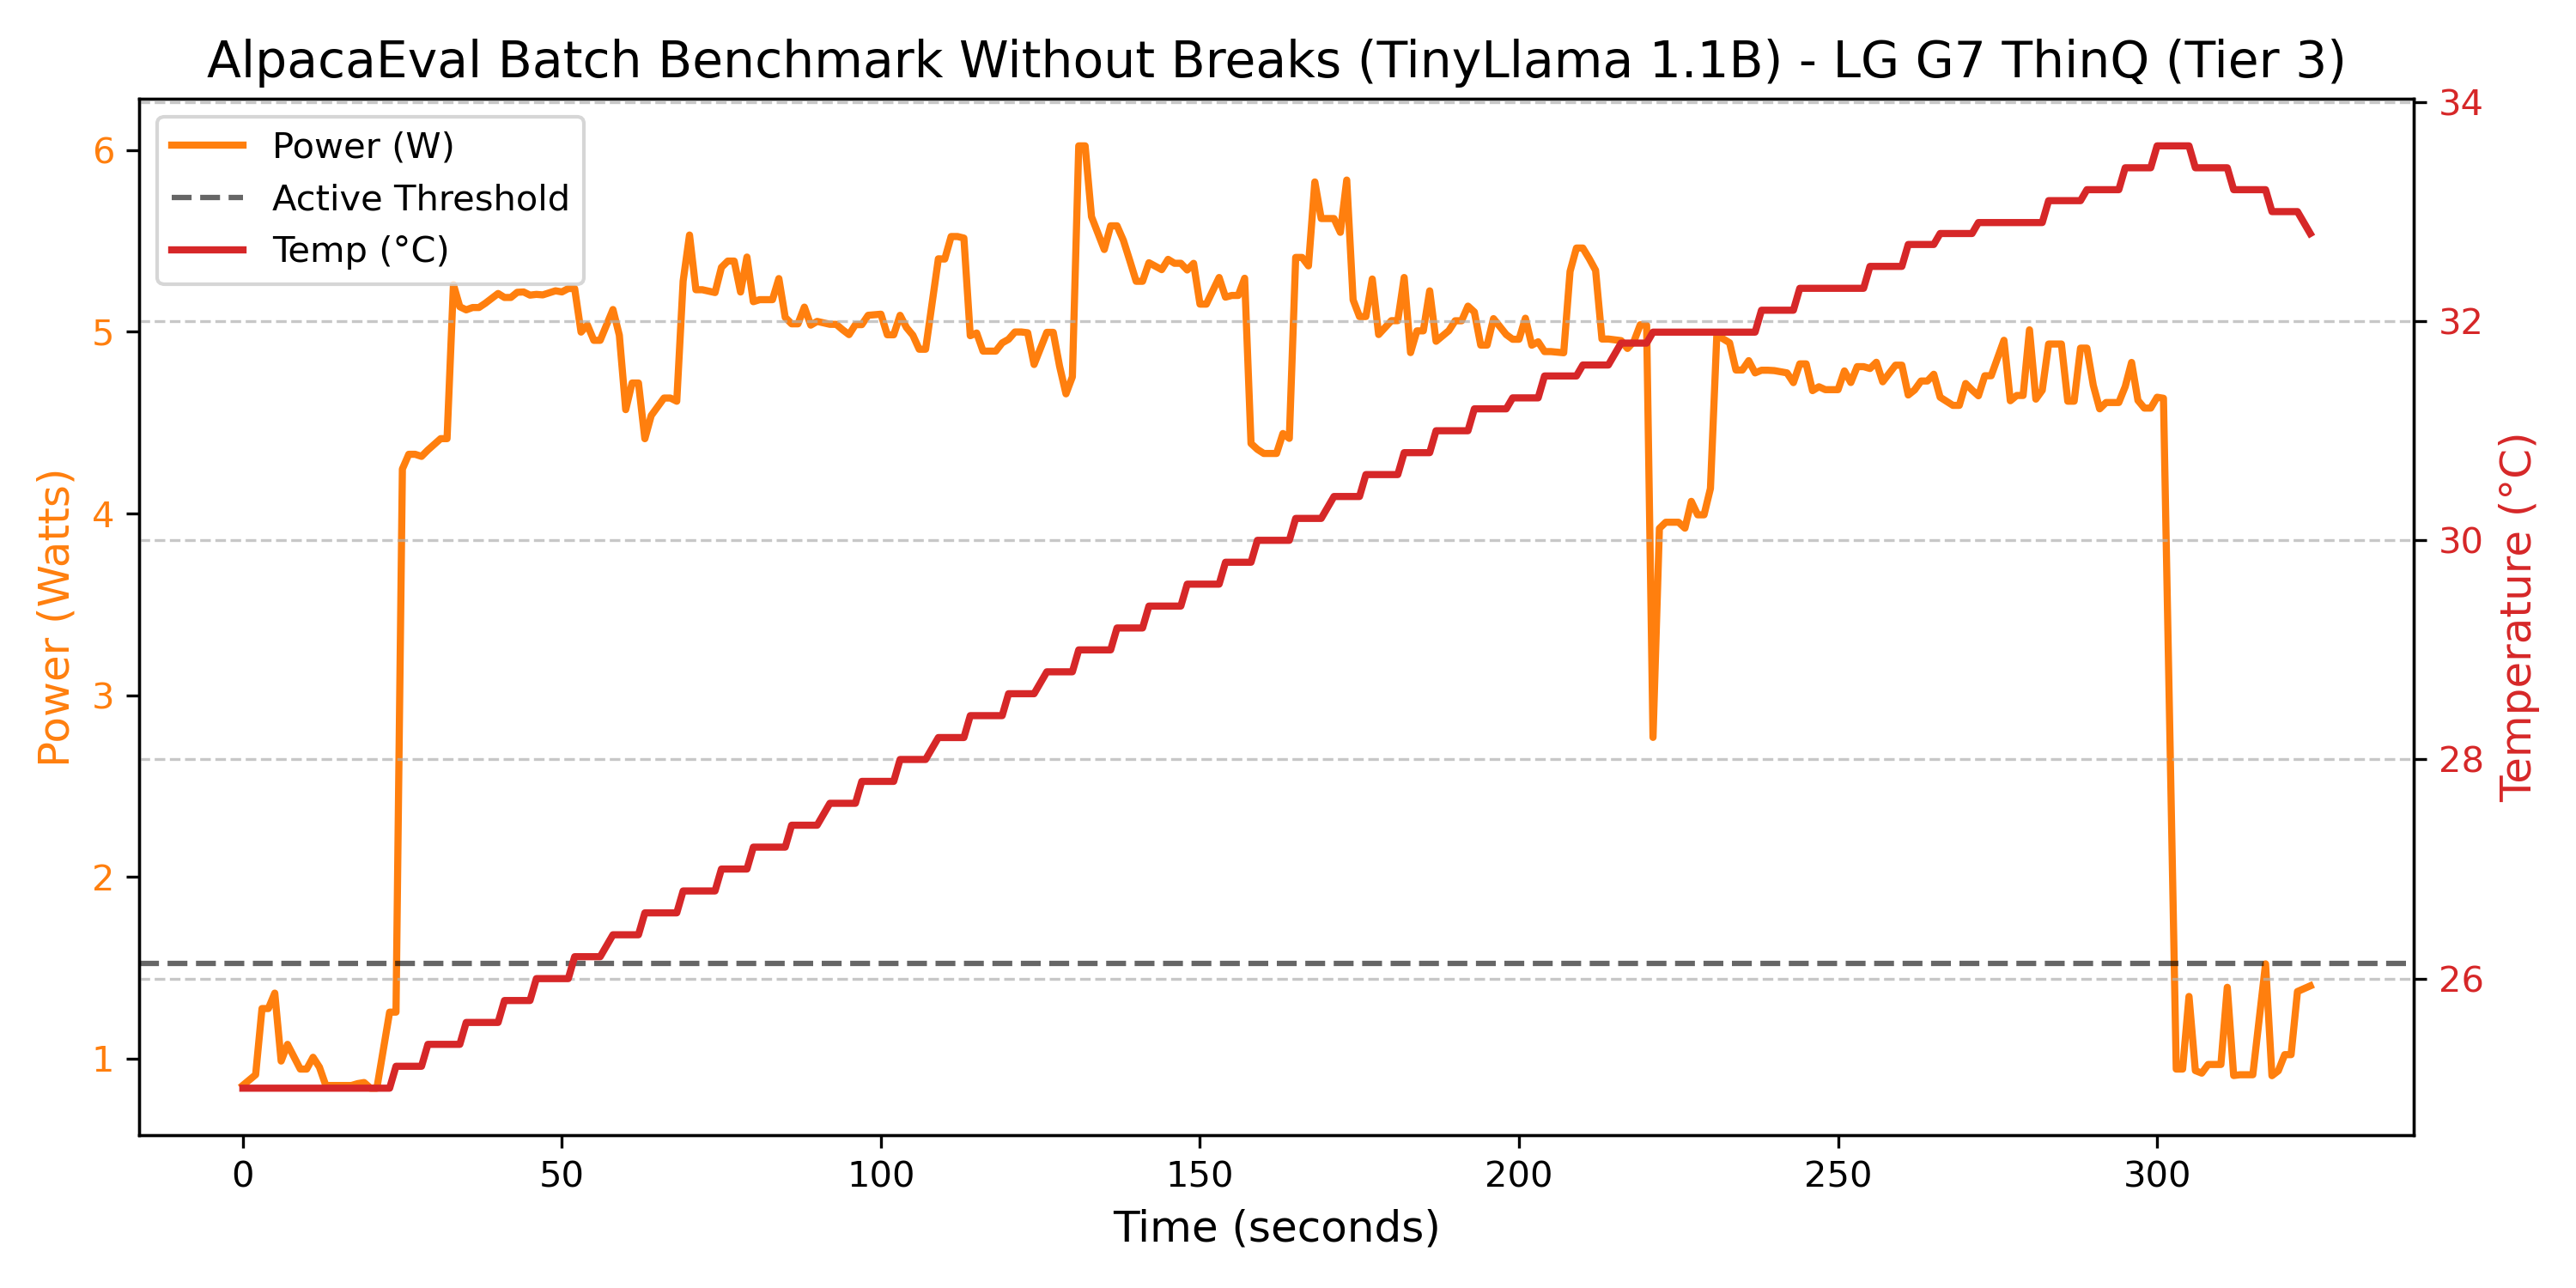 AlpacaEval Batch Benchmark Without Breaks (TinyLlama 1.1B) - LG G7 ThinQ (Tier 3)
Power (W)
Active Threshold
Temp (°C)
Power (Watts)
6
5
4
3
2
1
34
32
30
28
26
Temperature (°C)
0 50 100 150 200 250 300
Time (seconds)